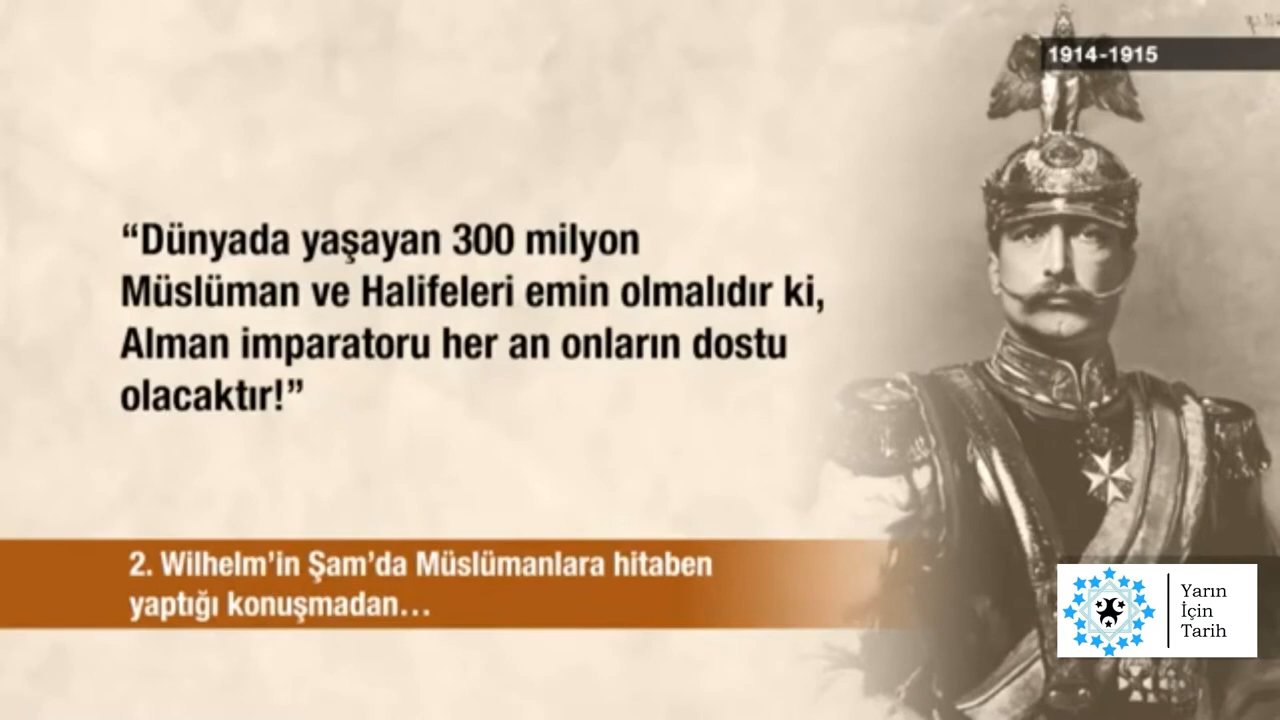 1914-1915
“Dünyada yaşayan 300 milyon
Müslüman ve Halifeleri emin olmalıdır ki,
Alman imparatoru her an onların dostu
olacaktır!”
2. Wilhelm’in Şam’da Müslümanlara hitaben
yaptığı konuşmadan...
Yarın
İçin
Tarih